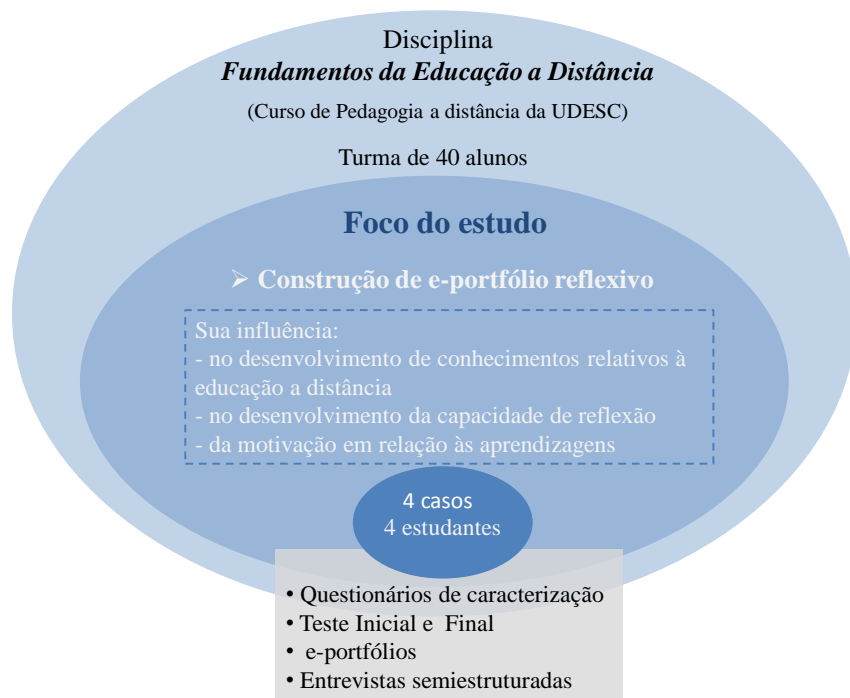 Disciplina
Fundamentos da Educação a Distância
(Curso de Pedagogia a distância da UDESC)
Turma de 40 alunos
Foco do estudo
➢ Construção de e-portfólio reflexivo
Sua influência:
- no desenvolvimento de conhecimentos relativos à
educação a distância
- no desenvolvimento da capacidade de reflexão
- da motivação em relação às aprendizagens
4 casos
4 estudantes
• Questionários de caracterização
• Teste Inicial e Final
• e-portfólios
• Entrevistas semiestruturadas